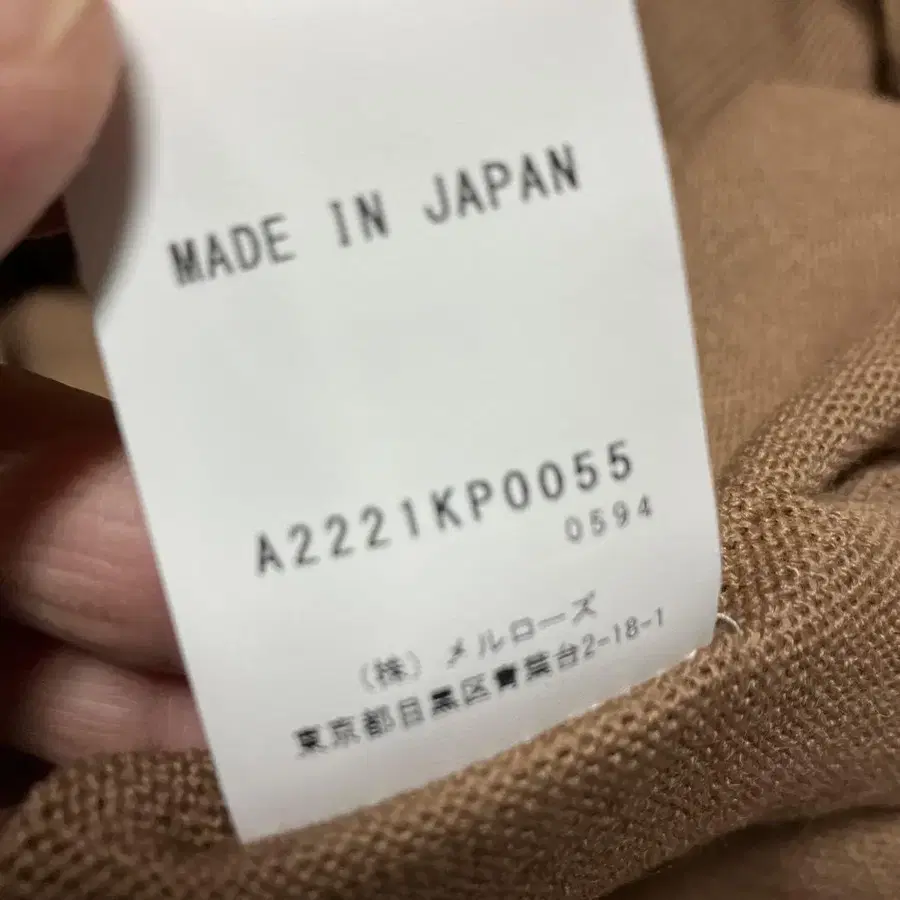 MADE IN JAPAN
A2221KP0055
0594
(株) メルローズ
東京都目黒区青葉台2-18-1